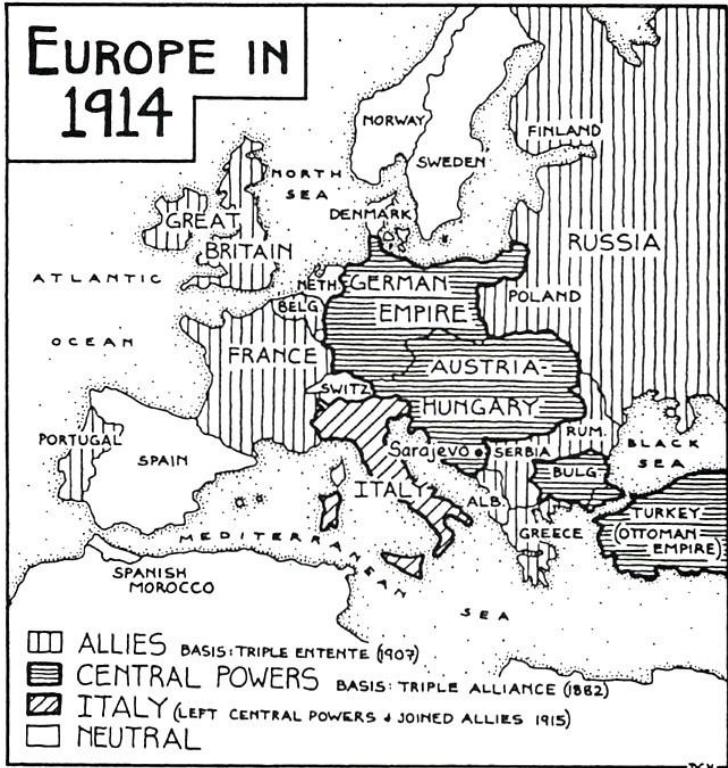 EUROPE IN
1914
NORWAY
SWEDEN
FINLAND
NORTH
SEA
DENMARK
GREAT
BRITAIN
RUSSIA
ATLANTIC
OCEAN
NETH.
BELG
GERMAN
EMPIRE
POLAND
FRANCE
SWITZ
AUSTRIA-
HUNGARY
PORTUGAL
SPAIN
Sarajevo
SERBIA
RUM.
BLACK
SEA
BULG.
ITALY
ALB.
GREECE
TURKEY
(OTTOMAN
EMPIRE)
MEDITERRANEAN
SEA
SPANISH
MOROCCO
ALLIES BASIS: TRIPLE ENTENTE (1907)
CENTRAL POWERS BASIS: TRIPLE ALLIANCE (1882)
ITALY (LEFT CENTRAL POWERS & JOINED ALLIES 1915)
NEUTRAL